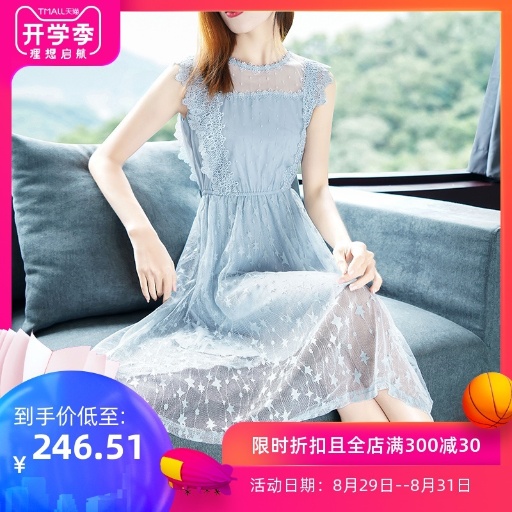 TMALL天猫
开学季
理想启航
到手价低至:
¥ 246.51
限时折扣且全店满300减30
活动日期: 8月29日--8月31日